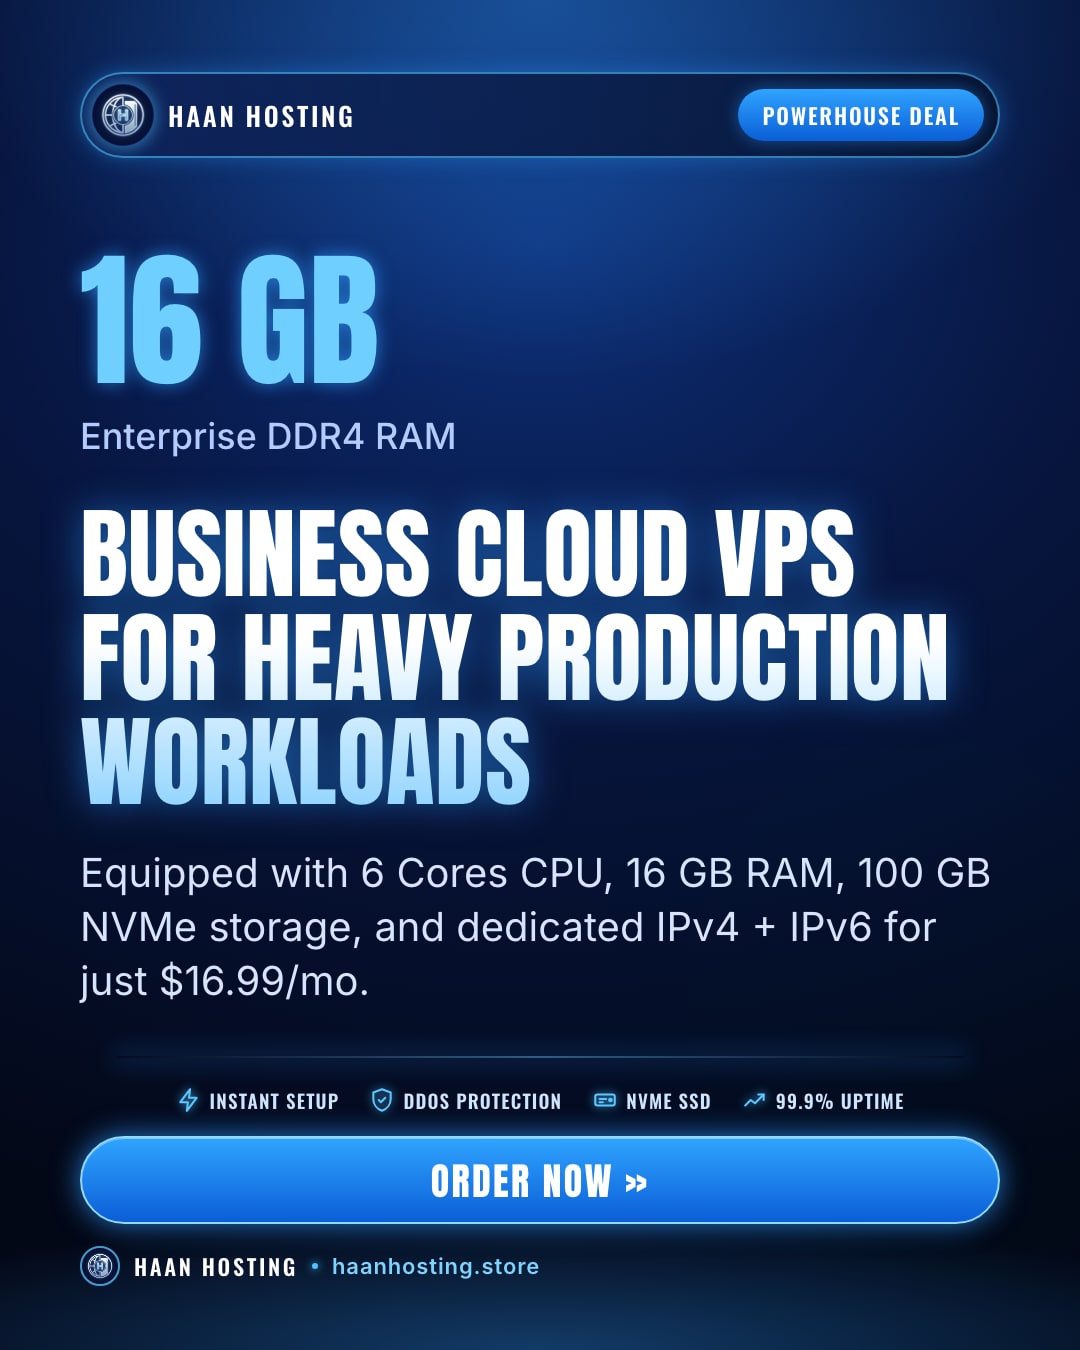 HAAN HOSTING
POWERHOUSE DEAL
16 GB
Enterprise DDR4 RAM
BUSINESS CLOUD VPS
FOR HEAVY PRODUCTION
WORKLOADS
Equipped with 6 Cores CPU, 16 GB RAM, 100 GB
NVMe storage, and dedicated IPv4 + IPv6 for
just $16.99/mo.
INSTANT SETUP
DDOS PROTECTION
NVME SSD
99.9% UPTIME
ORDER NOW »
HAAN HOSTING • haanhosting.store